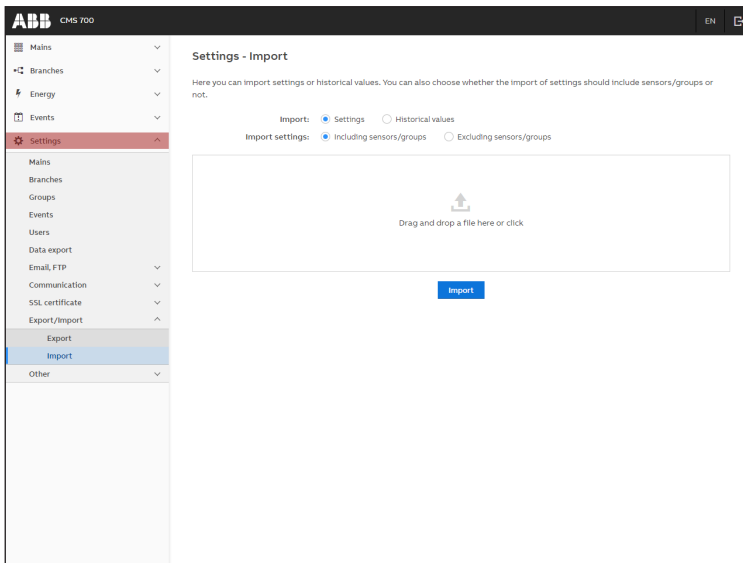 ABB CMS 700
EN
Mains
Branches
Energy
Events
Settings
Mains
Branches
Groups
Events
Users
Data export
Email, FTP
Communication
SSL certificate
Export/Import
Export
Import
Other
Settings - Import
Here you can import settings or historical values. You can also choose whether the import of settings should include sensors/groups or
not.
Import: Settings Historical values
Import settings: Including sensors/groups Excluding sensors/groups
Drag and drop a file here or click
Import